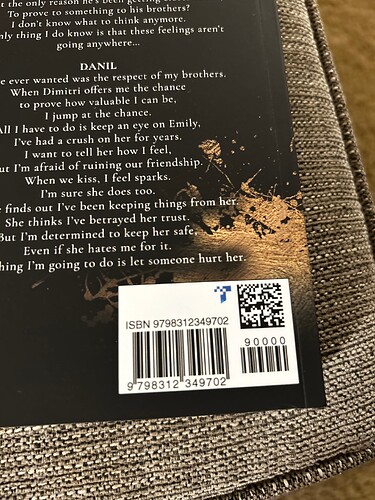 the only reason he's been getting
To prove to something to his brothers?
I don't know what to think anymore.
only thing I do know is that these feelings aren't
going anywhere...
DANIL
ever wanted was the respect of my brothers.
When Dimitri offers me the chance
to prove how valuable I can be,
I jump at the chance.
All I have to do is keep an eye on Emily,
I've had a crush on her for years.
I want to tell her how I feel,
But I'm afraid of ruining our friendship.
When we kiss, I feel sparks.
I'm sure she does too.
finds out I've been keeping things from her.
She thinks I've betrayed her trust.
But I'm determined to keep her safe,
Even if she hates me for it.
thing I'm going to do is let someone hurt her.
ISBN 9798312349702
90000
9 798312 349702